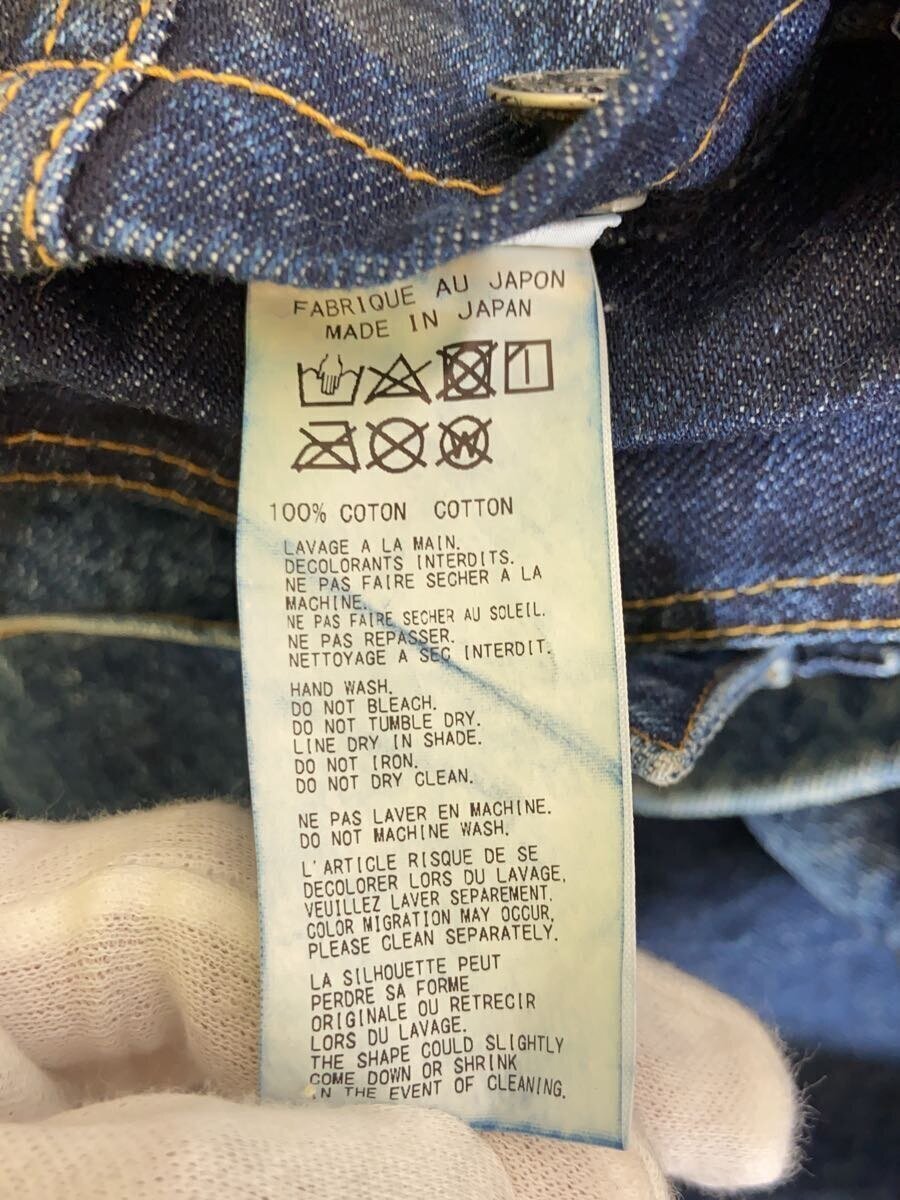 FABRIQUE AU JAPON
MADE IN JAPAN
W
100% COTON COTTON
LAVAGE A LA MAIN.
DECOLORANTS INTERDITS.
NE PAS FAIRE SECHER A LA
MACHINE.
NE PAS FAIRE SECHER AU SOLEIL.
NE PAS REPASSER.
NETTOYAGE A SEC INTERDIT.
HAND WASH.
DO NOT BLEACH.
DO NOT TUMBLE DRY.
LINE DRY IN SHADE.
DO NOT IRON.
DO NOT DRY CLEAN.
NE PAS LAVER EN MACHINE.
DO NOT MACHINE WASH.
L'ARTICLE RISQUE DE SE
DECOLORER LORS DU LAVAGE,
VEUILLEZ LAVER SEPAREMENT.
COLOR MIGRATION MAY OCCUR,
PLEASE CLEAN SEPARATELY.
LA SILHOUETTE PEUT
PERDRE SA FORME
ORIGINALE OU RETRECIR
LORS DU LAVAGE.
THE SHAPE COULD SLIGHTLY
COME DOWN OR SHRINK
IN THE EVENT OF CLEANING.